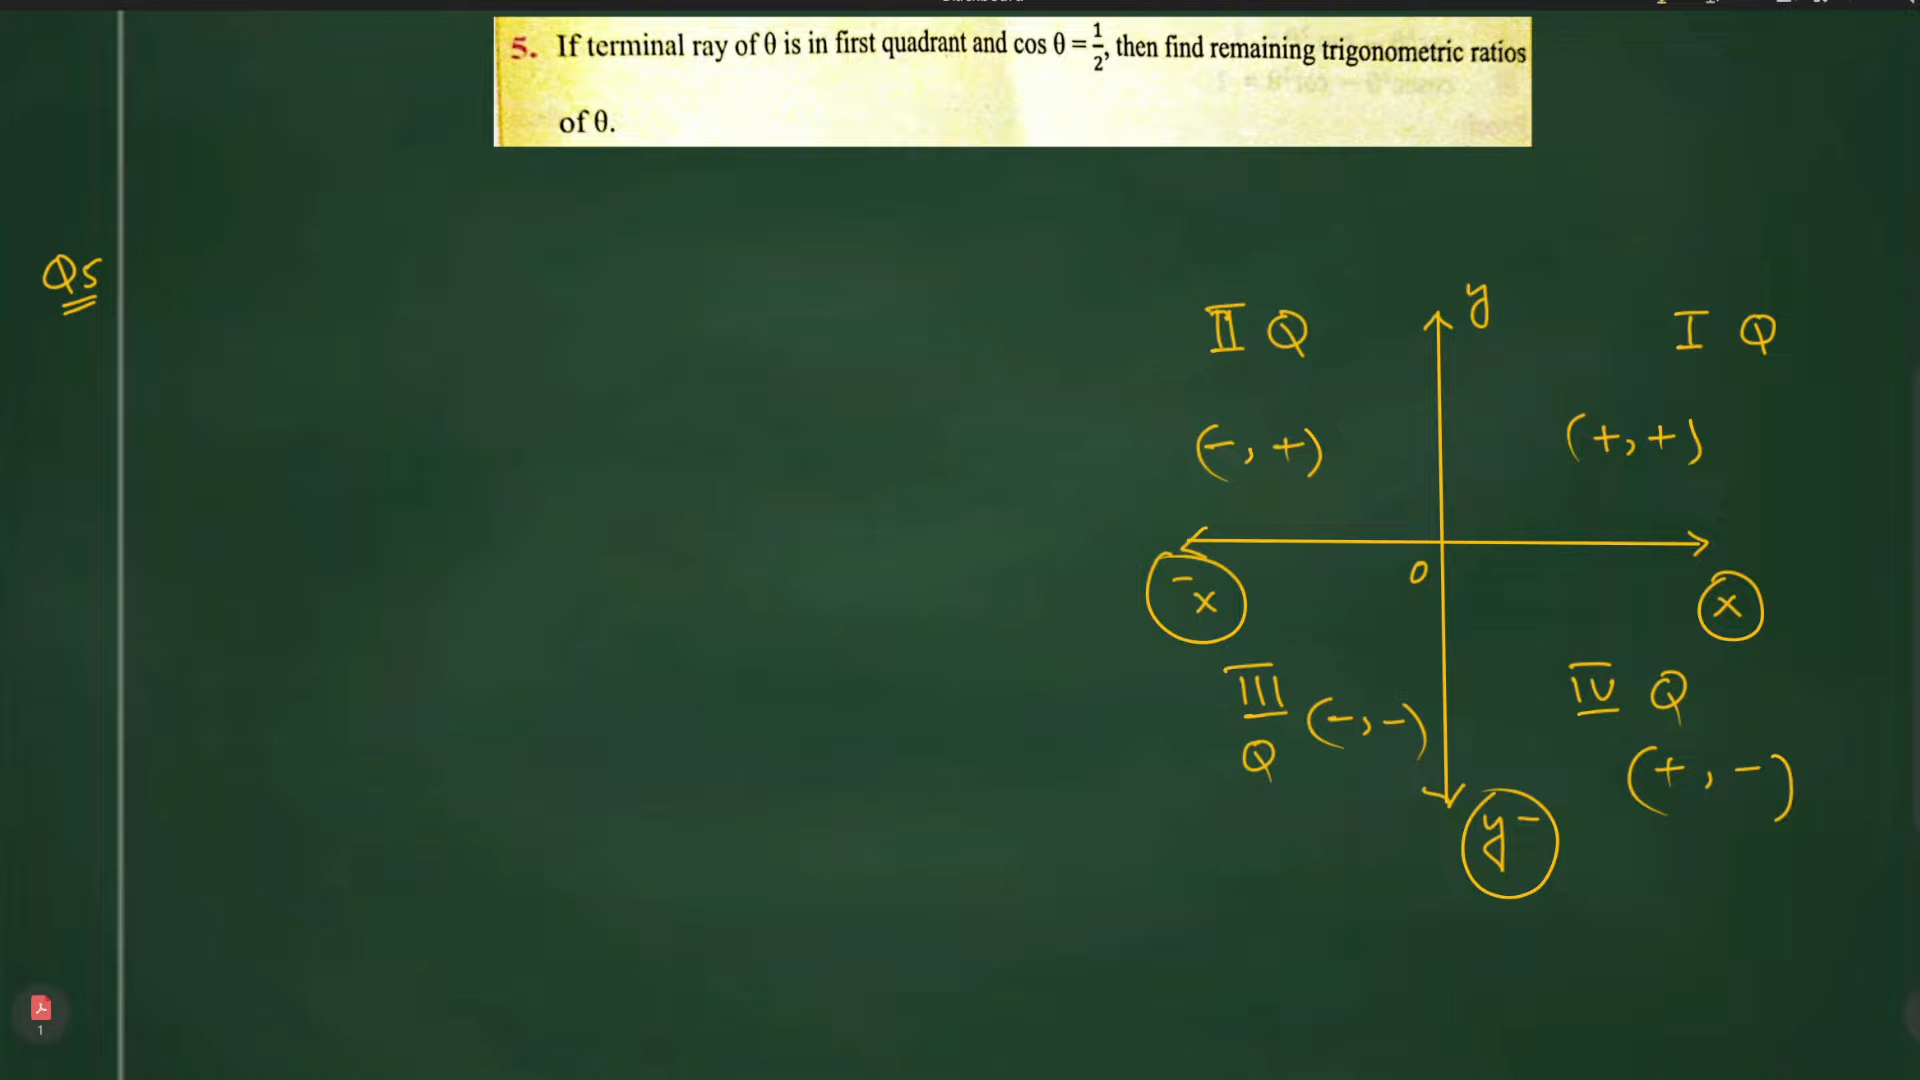 5. If terminal ray of θ is in first quadrant and cos θ = 1/2, then find remaining trigonometric ratios
of θ.
Q5
y
II Q
I Q
(-, +)
(+, +)
0
-x
x
III Q (-, -)
IV Q
(+, -)
y-
1